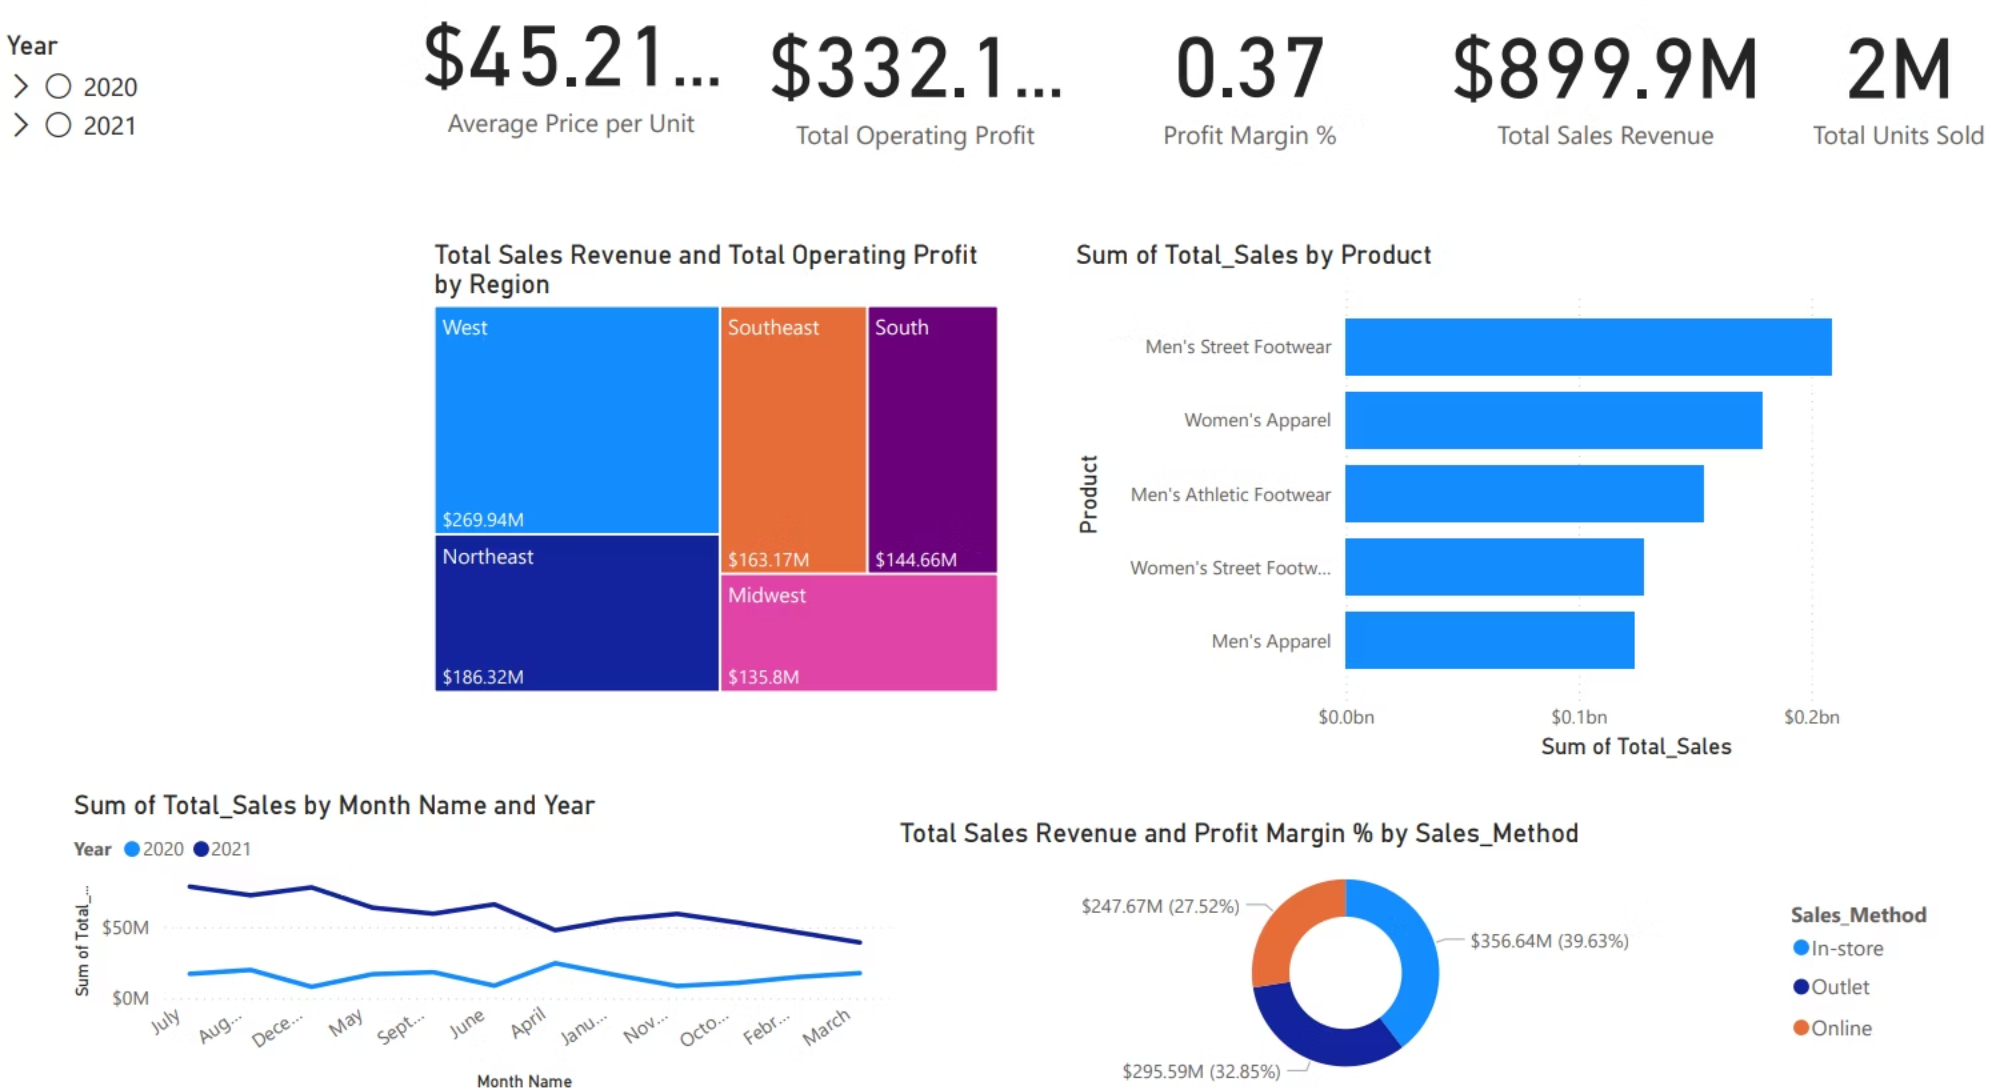 Year
2020
2021
$45.21...
Average Price per Unit
$332.1...
Total Operating Profit
0.37
Profit Margin %
$899.9M
Total Sales Revenue
2M
Total Units Sold
Total Sales Revenue and Total Operating Profit
by Region
West
$269.94M
Northeast
$186.32M
Southeast
$163.17M
South
$144.66M
Midwest
$135.8M
Sum of Total_Sales by Product
Product
Men's Street Footwear
Women's Apparel
Men's Athletic Footwear
Women's Street Footw...
Men's Apparel
$0.0bn
$0.1bn
$0.2bn
Sum of Total_Sales
Sum of Total_Sales by Month Name and Year
Year 2020 2021
Sum of Total_...
$50M
$0M
July
Aug...
Dece...
May
Sept...
June
April
Janu...
Nov...
Octo...
Febr...
March
Month Name
Total Sales Revenue and Profit Margin % by Sales_Method
$247.67M (27.52%)
$356.64M (39.63%)
$295.59M (32.85%)
Sales_Method
In-store
Outlet
Online